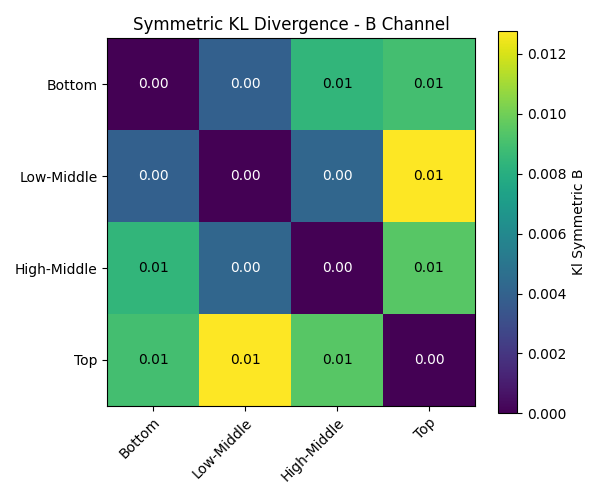 Symmetric KL Divergence - B Channel
Bottom 0.00 0.00 0.01 0.01
Low-Middle 0.00 0.00 0.00 0.01
High-Middle 0.01 0.00 0.00 0.01
Top 0.01 0.01 0.01 0.00
Bottom Low-Middle High-Middle Top
0.012
0.010
0.008
0.006
0.004
0.002
0.000
Kl Symmetric B